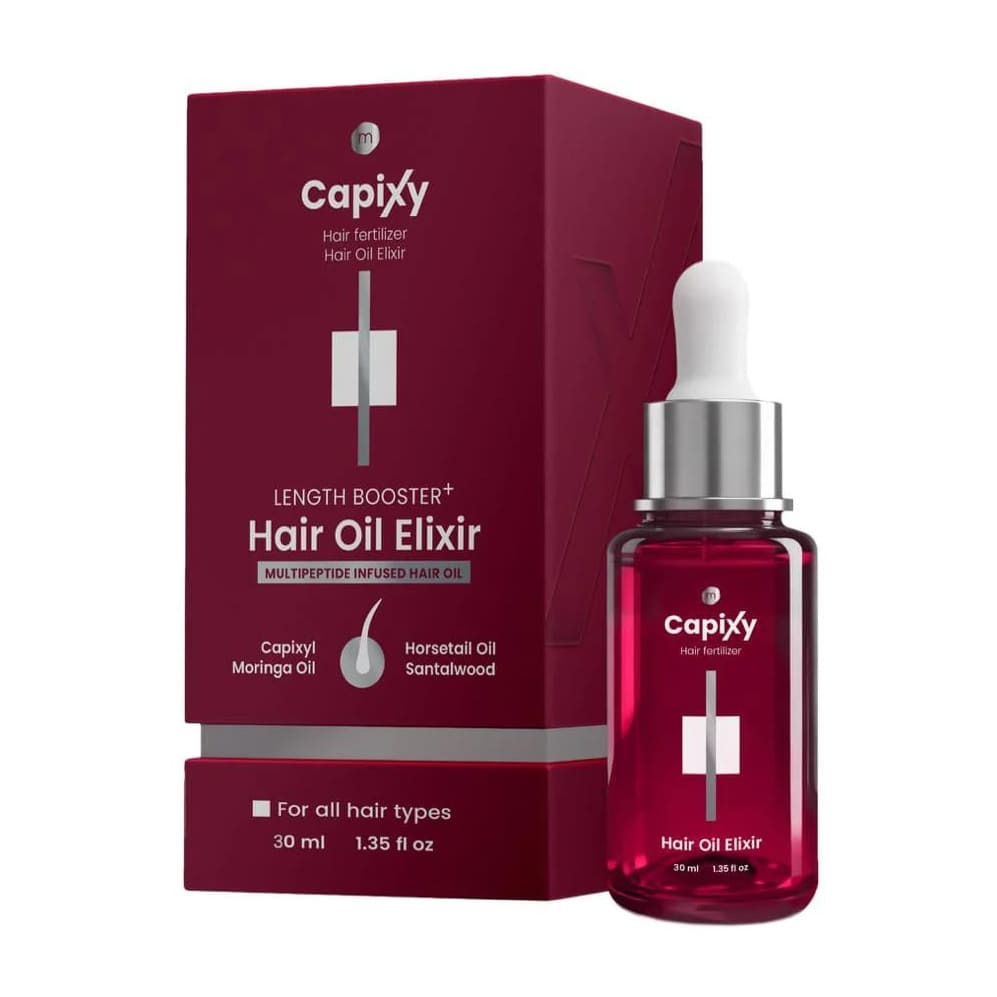 m
Capixy
Hair fertilizer
Hair Oil Elixir
LENGTH BOOSTER+
Hair Oil Elixir
MULTIPEPTIDE INFUSED HAIR OIL
Capixyl
Moringa Oil
Horsetail Oil
Santalwood
For all hair types
30 ml 1.35 fl oz
m
Capixy
Hair fertilizer
Hair Oil Elixir
30 ml 1.35 fl oz